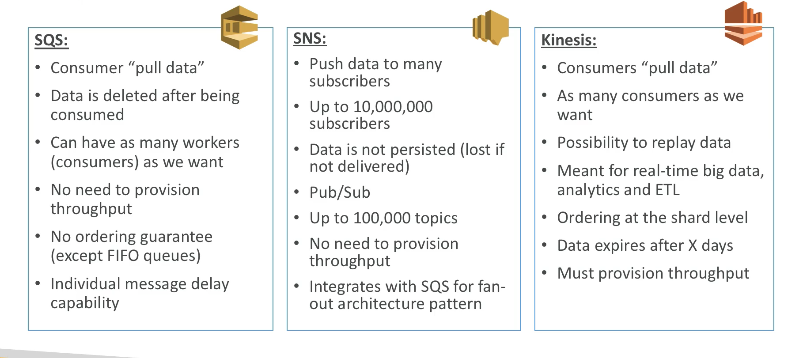 SQS:
• Consumer “pull data”
• Data is deleted after being
consumed
• Can have as many workers
(consumers) as we want
• No need to provision
throughput
• No ordering guarantee
(except FIFO queues)
• Individual message delay
capability
SNS:
• Push data to many
subscribers
• Up to 10,000,000
subscribers
• Data is not persisted (lost if
not delivered)
• Pub/Sub
• Up to 100,000 topics
• No need to provision
throughput
• Integrates with SQS for fan-
out architecture pattern
Kinesis:
• Consumers “pull data”
• As many consumers as we
want
• Possibility to replay data
• Meant for real-time big data,
analytics and ETL
• Ordering at the shard level
• Data expires after X days
• Must provision throughput